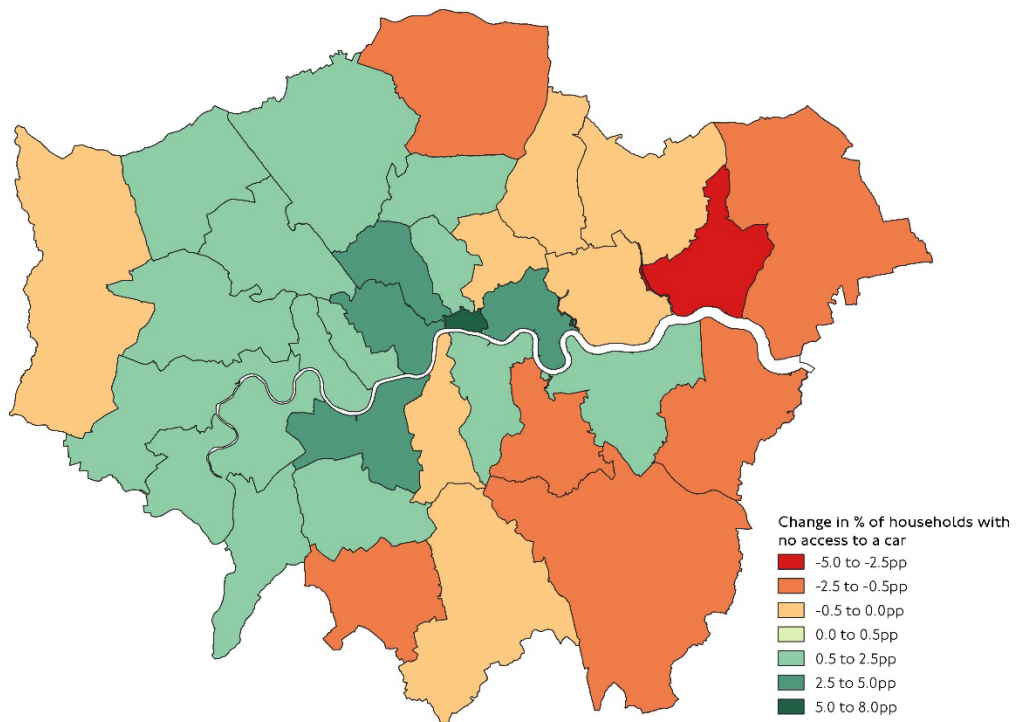 Change in % of households with
no access to a car
-5.0 to -2.5pp
-2.5 to -0.5pp
-0.5 to 0.0pp
0.0 to 0.5pp
0.5 to 2.5pp
2.5 to 5.0pp
5.0 to 8.0pp